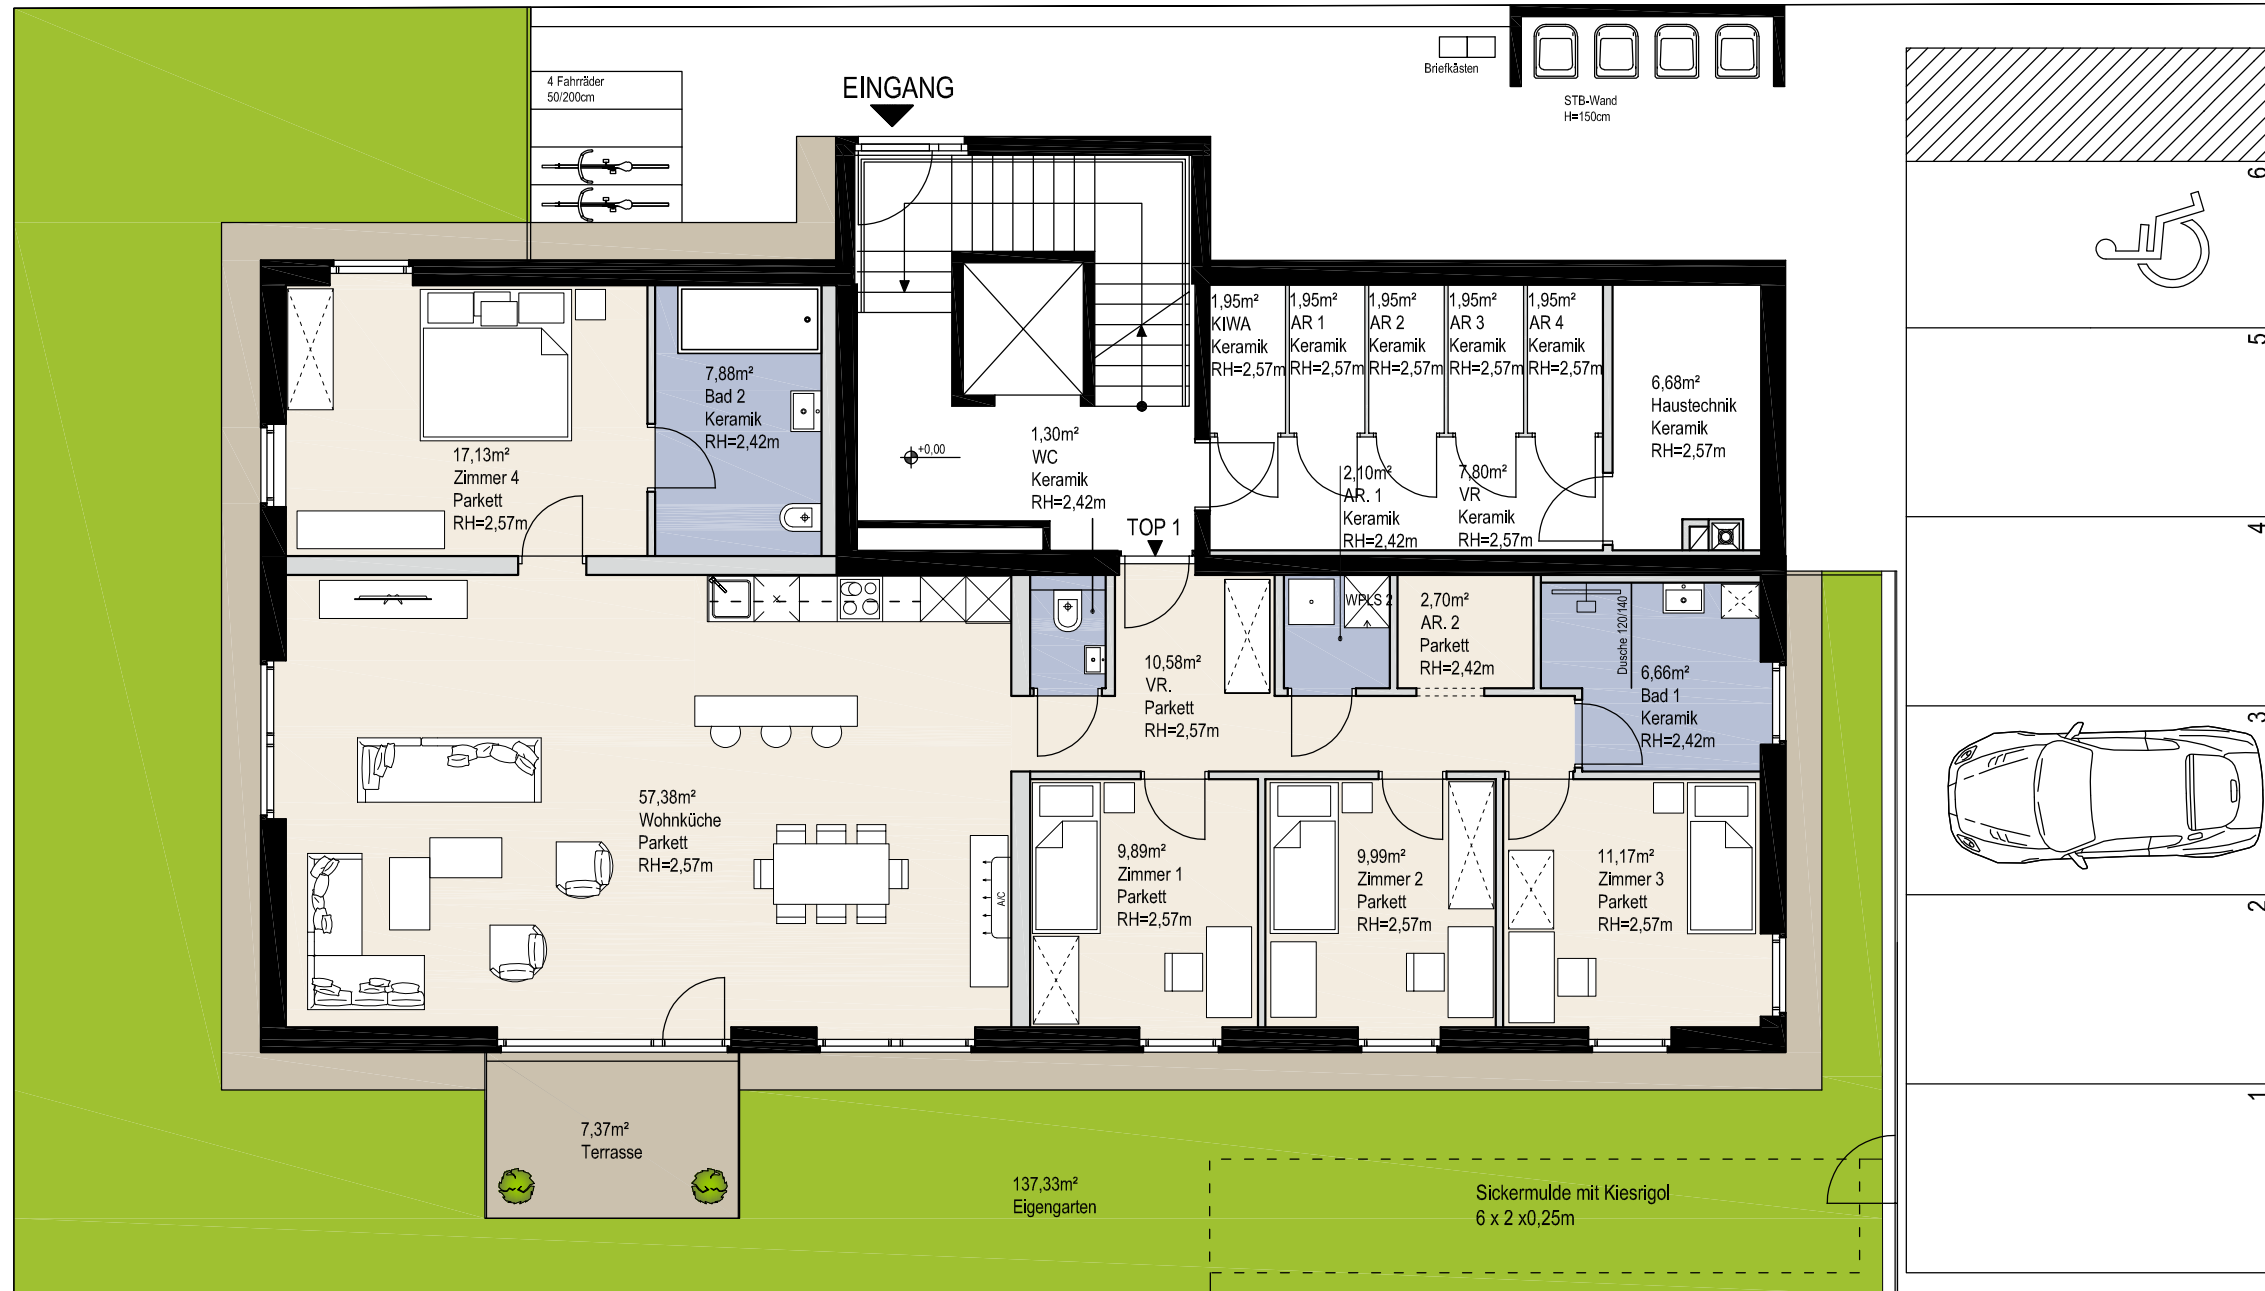 4 Fahrräder
50/200cm
EINGANG
Briefkästen
STB-Wand
H=150cm
6
5
4
3
2
1
1,95m²
KIWA
Keramik
RH=2,57m
1,95m²
AR 1
Keramik
RH=2,57m
1,95m²
AR 2
Keramik
RH=2,57m
1,95m²
AR 3
Keramik
RH=2,57m
1,95m²
AR 4
Keramik
RH=2,57m
6,68m²
Haustechnik
Keramik
RH=2,57m
7,88m²
Bad 2
Keramik
RH=2,42m
17,13m²
Zimmer 4
Parkett
RH=2,57m
+0,00
1,30m²
WC
Keramik
RH=2,42m
2,10m²
AR. 1
Keramik
RH=2,42m
7,80m²
VR
Keramik
RH=2,57m
TOP 1
WPLS 2
2,70m²
AR. 2
Parkett
RH=2,42m
Dusche 120/140
6,66m²
Bad 1
Keramik
RH=2,42m
10,58m²
VR.
Parkett
RH=2,57m
57,38m²
Wohnküche
Parkett
RH=2,57m
A/C
9,89m²
Zimmer 1
Parkett
RH=2,57m
9,99m²
Zimmer 2
Parkett
RH=2,57m
11,17m²
Zimmer 3
Parkett
RH=2,57m
7,37m²
Terrasse
137,33m²
Eigengarten
Sickermulde mit Kiesrigol
6 x 2 x0,25m